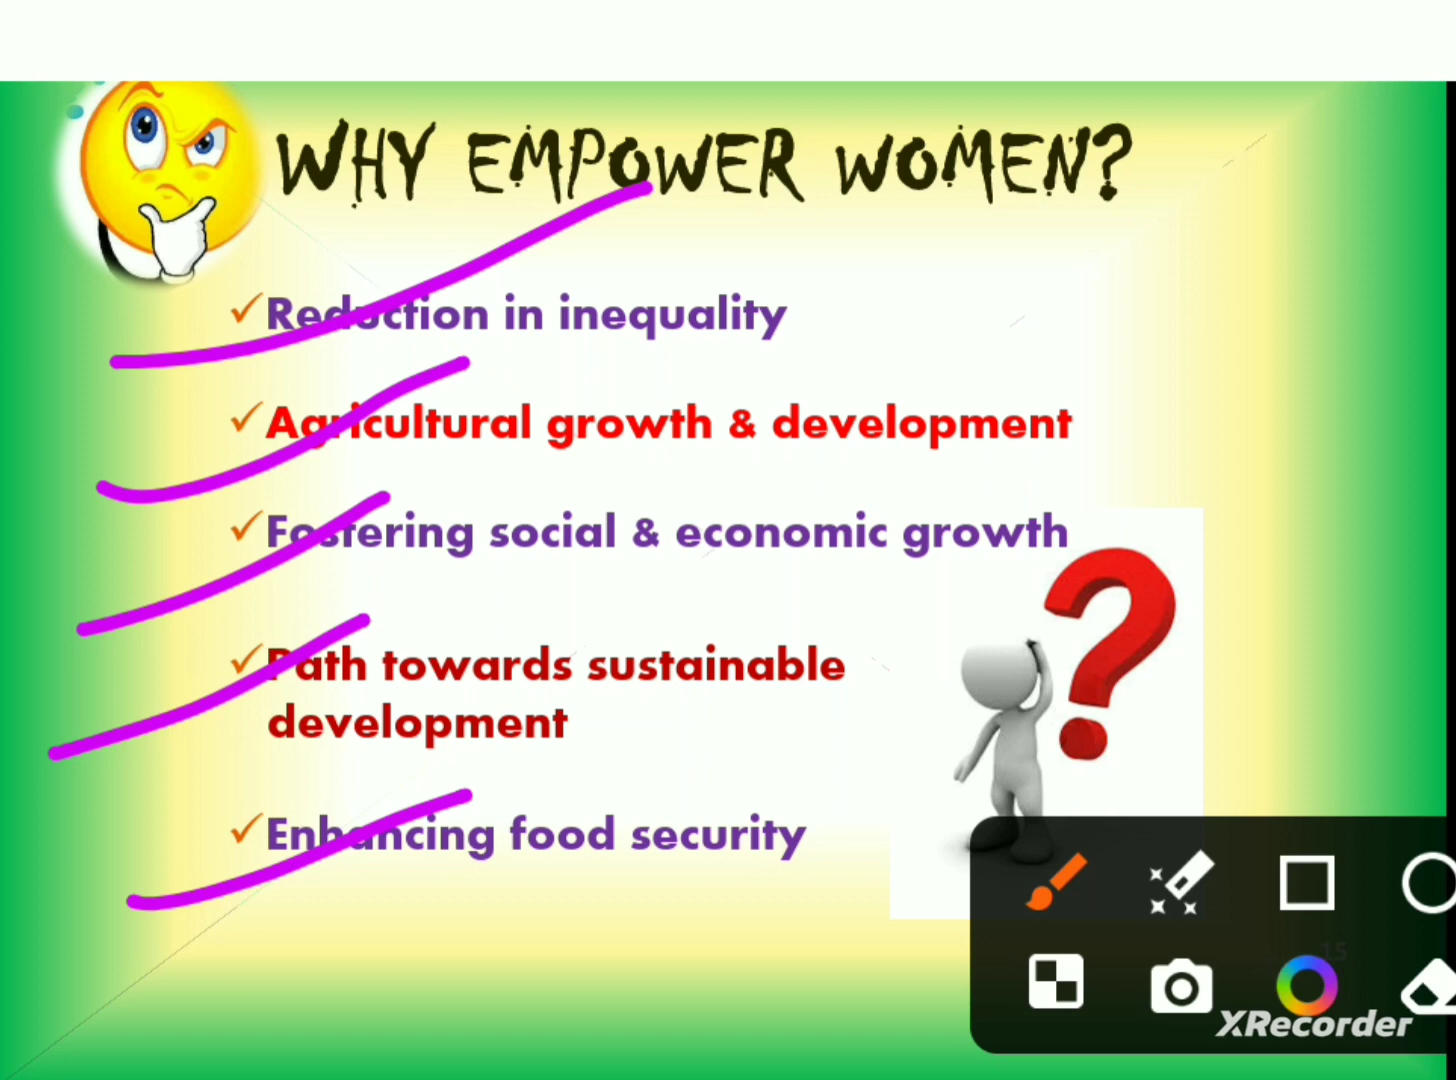 WHY EMPOWER WOMEN?
Reduction in inequality
Agricultural growth & development
Fostering social & economic growth
Path towards sustainable
development
Enhancing food security
15
XRecorder